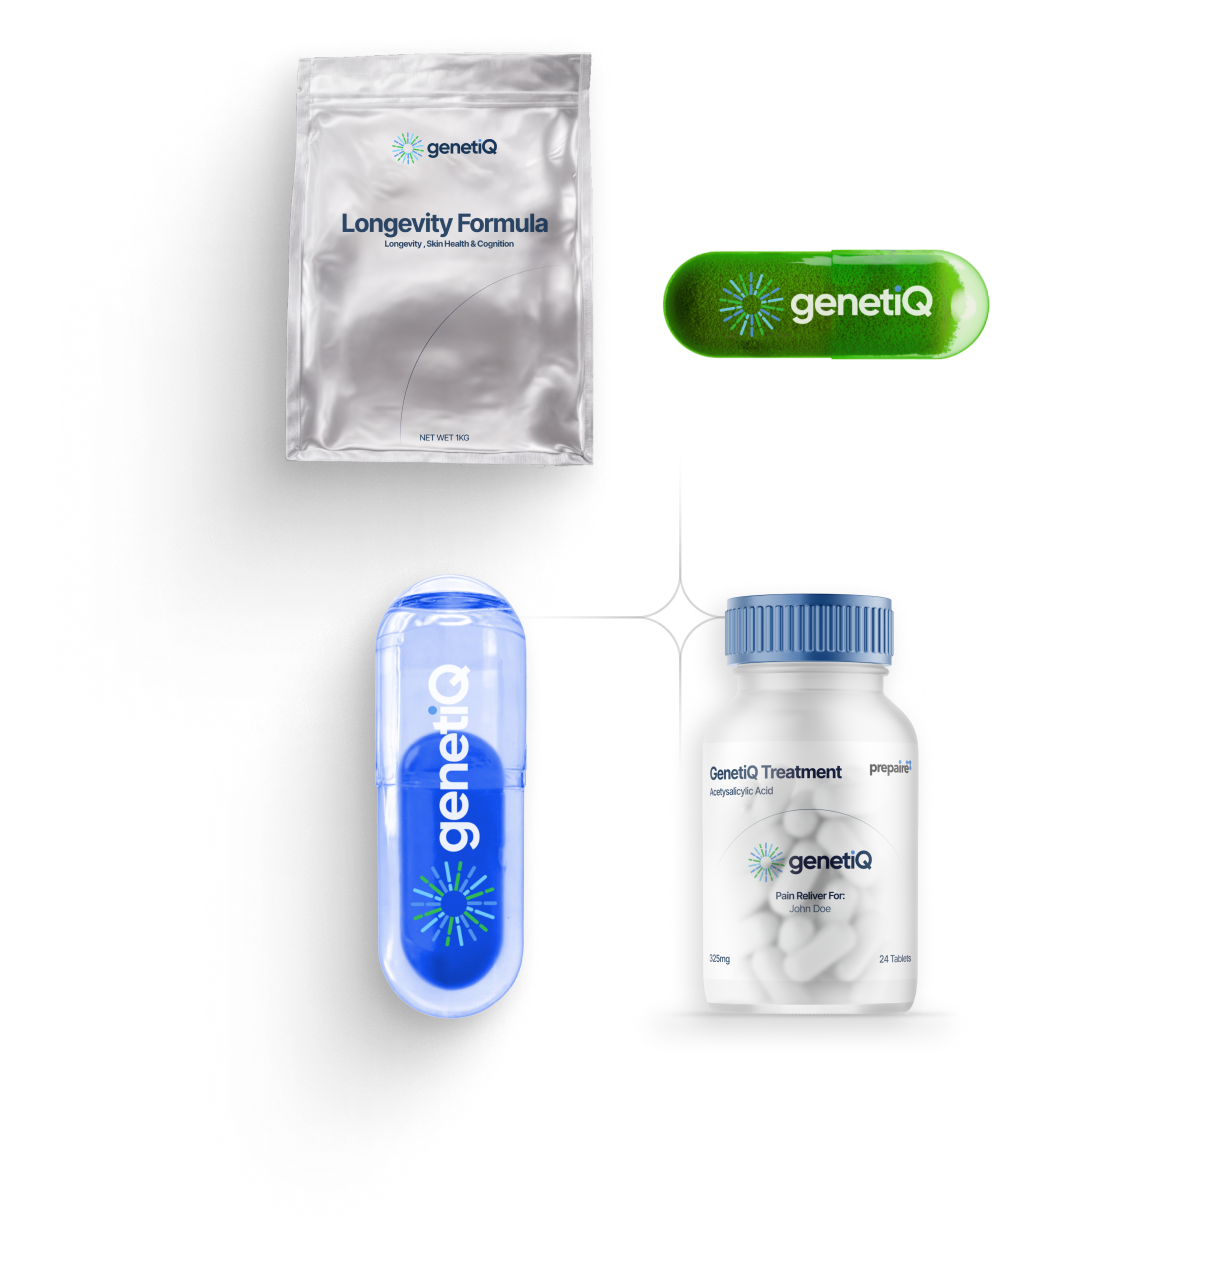 genetiQ
Longevity Formula
Longevity , Skin Health & Cognition
NET WET 1KG
genetiQ
genetiQ
GenetiQ Treatment
prepaire
Acetysalicylic Acid
genetiQ
Pain Reliver For:
John Doe
325mg
24 Tablets